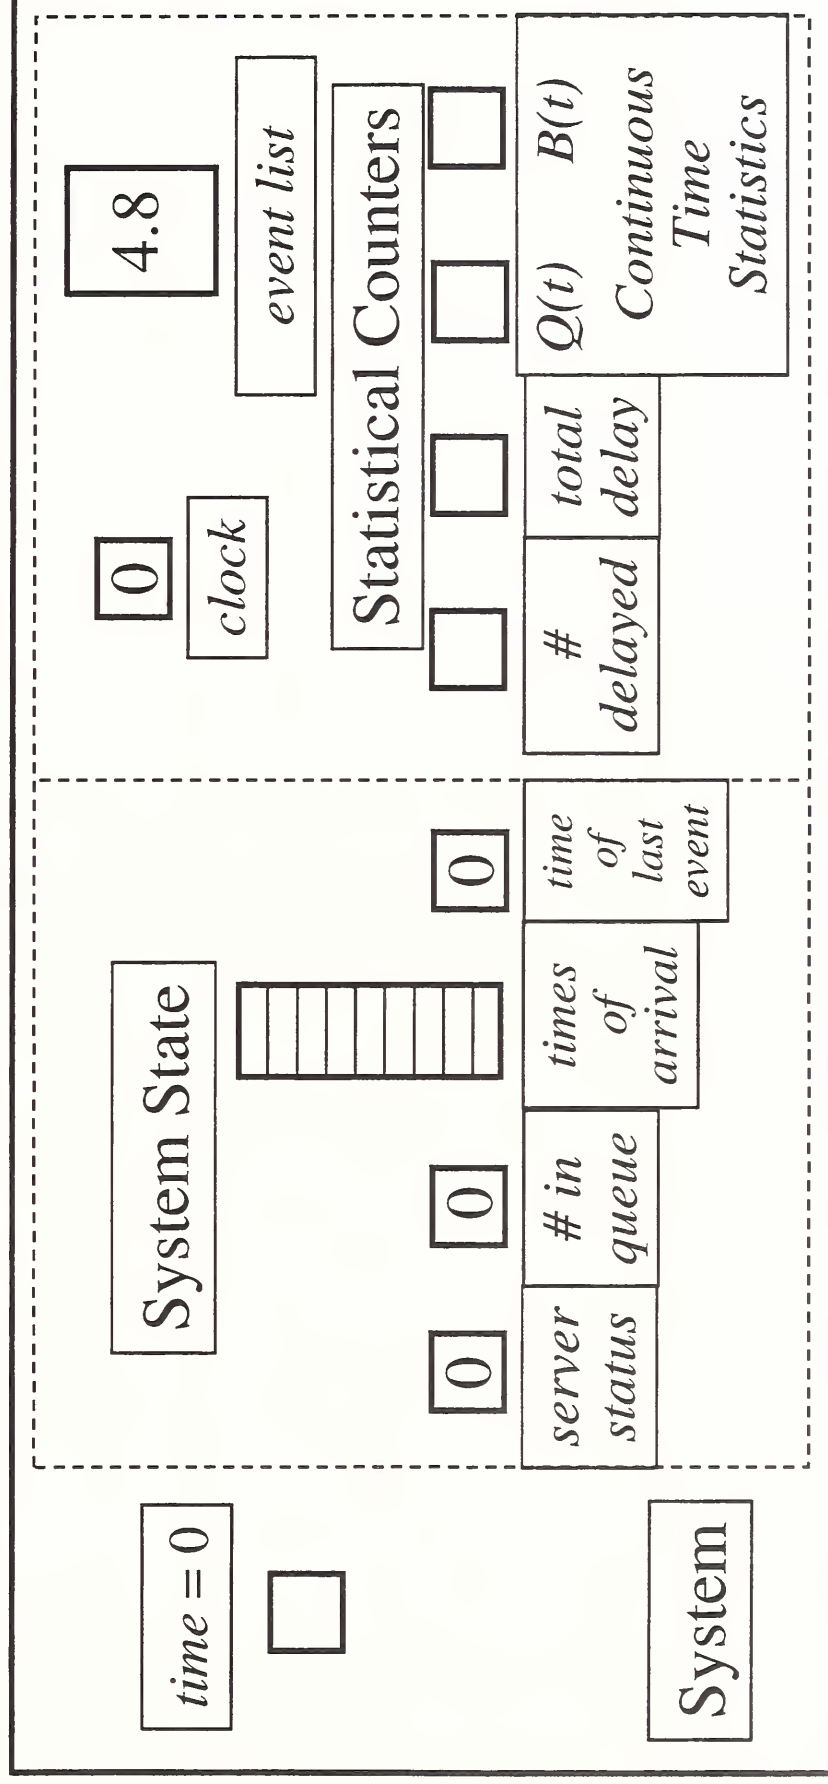 time = 0
System
System State
0
server
status
0
# in
queue
times
of
arrival
0
time
of
last
event
0
clock
4.8
event list
Statistical Counters
#
delayed
total
delay
Q(t) B(t)
Continuous
Time
Statistics